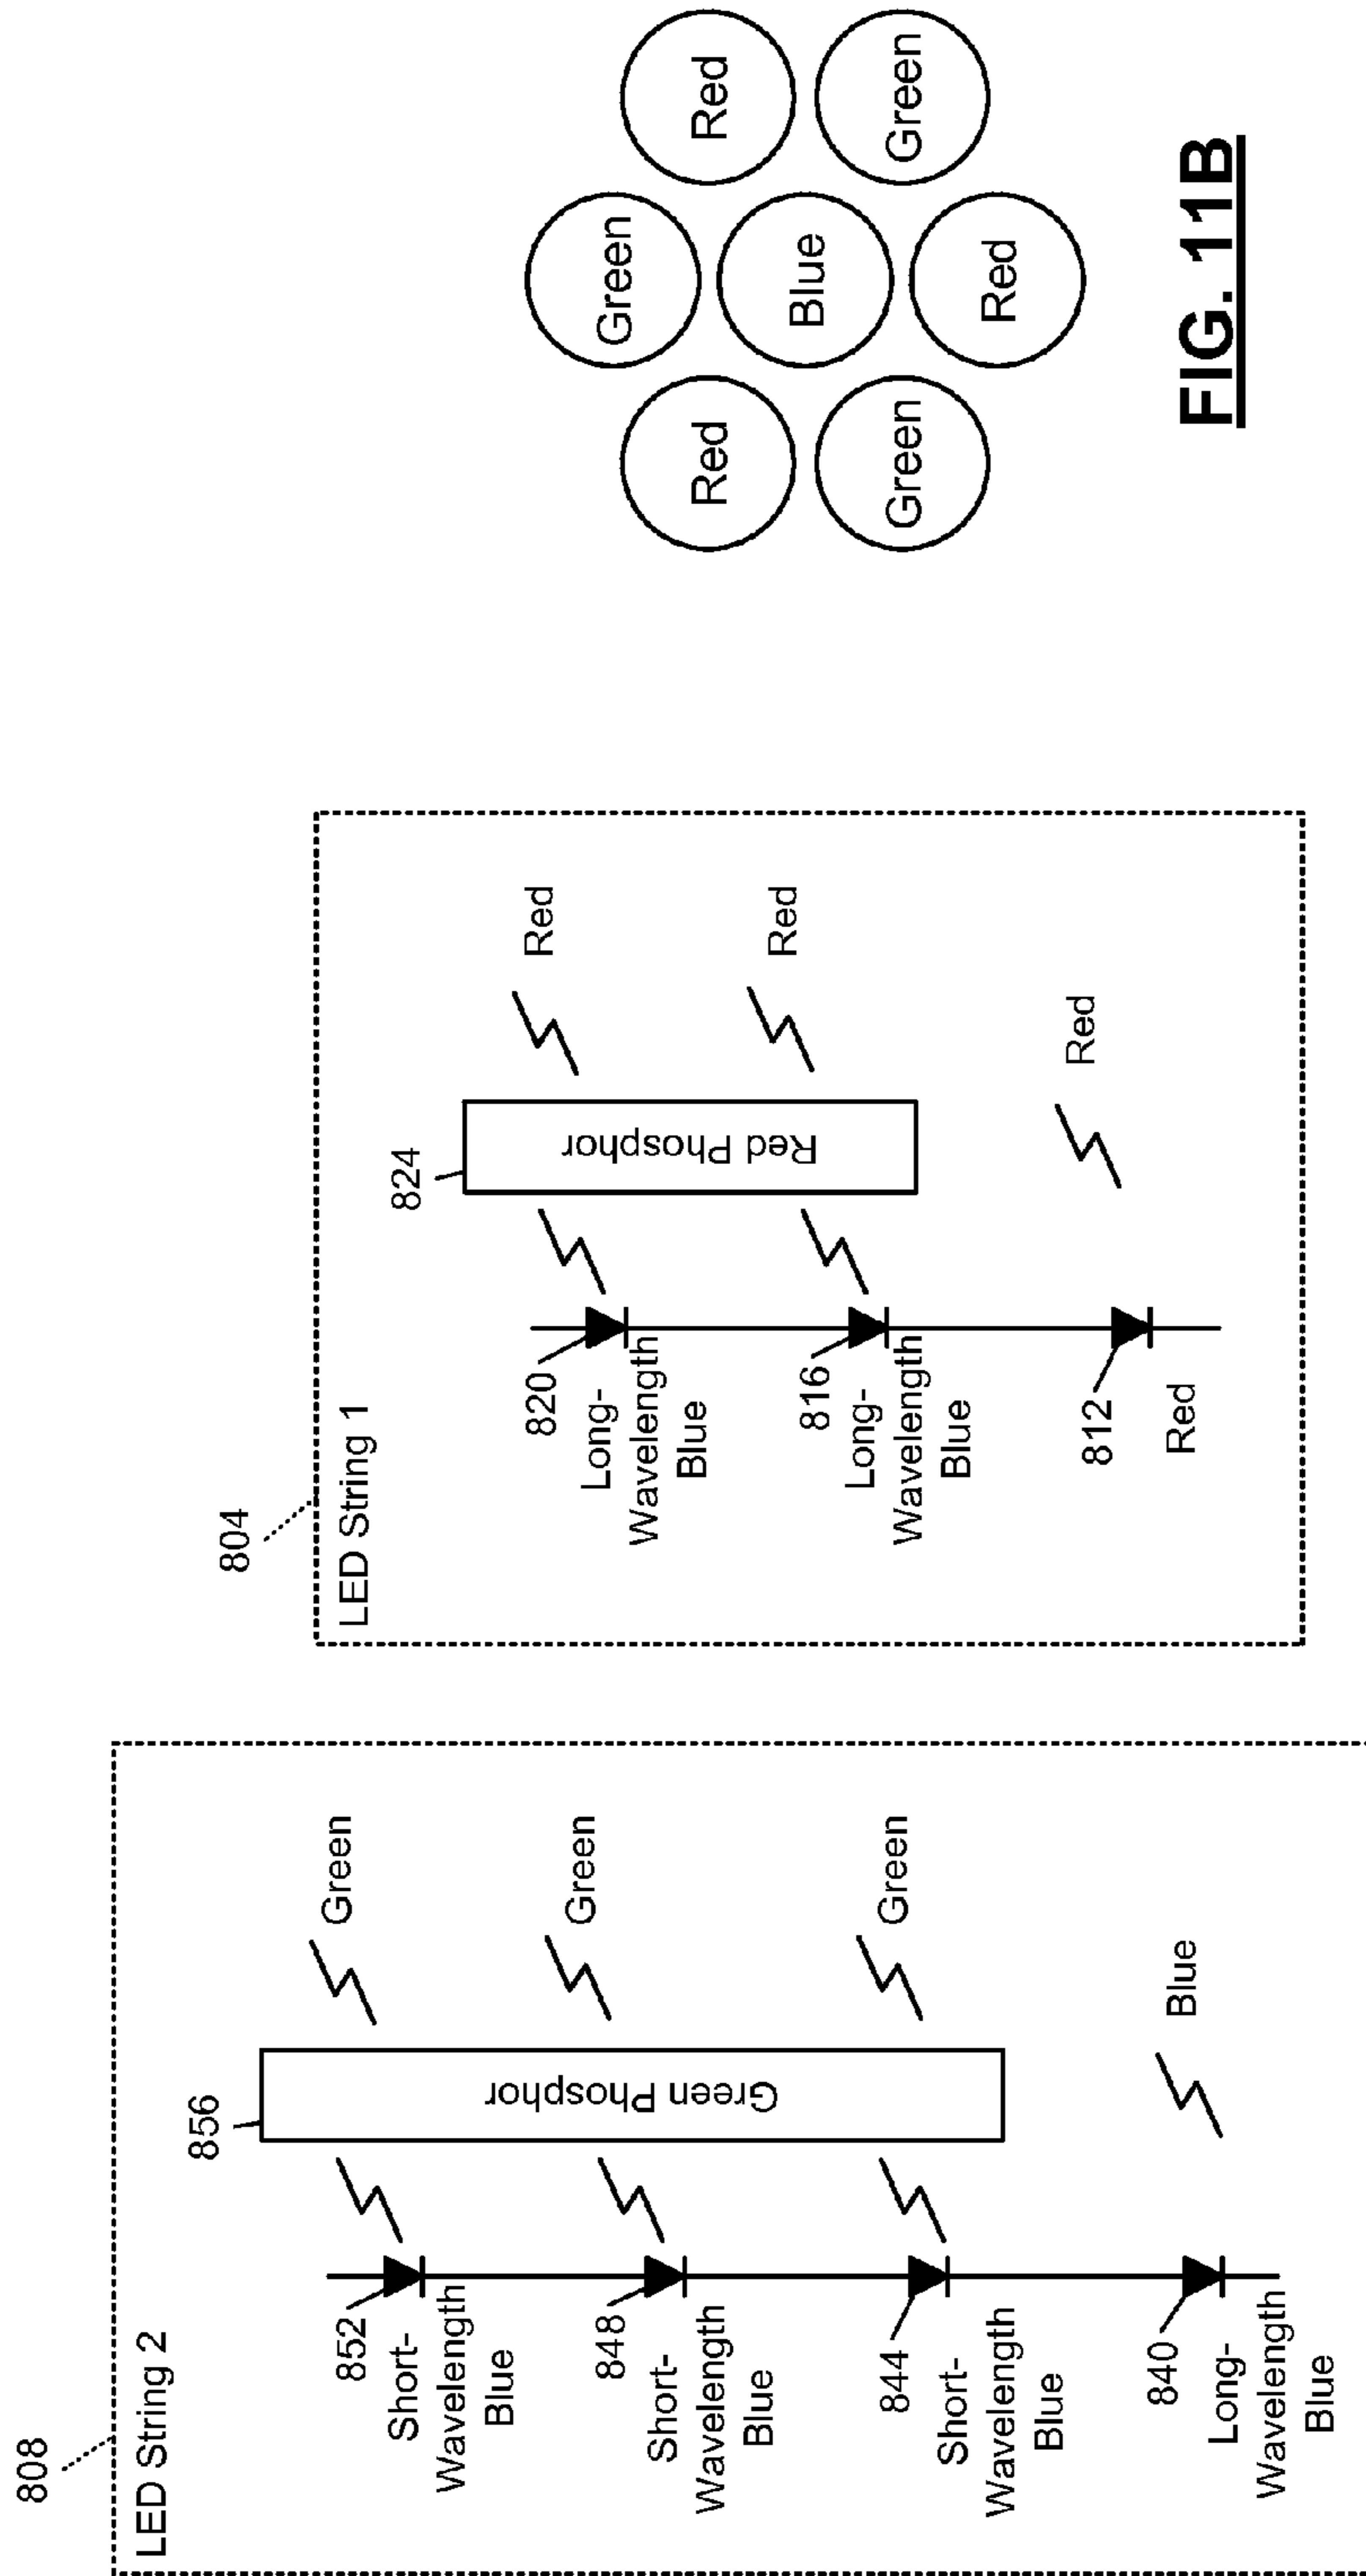 808
LED String 2
852
Short-
Wavelength
Blue
848
Short-
Wavelength
Blue
844
Short-
Wavelength
Blue
840
Long-
Wavelength
Blue
856
Green Phosphor
Green
Green
Green
Blue
804
LED String 1
820
Long-
Wavelength
Blue
816
Long-
Wavelength
Blue
812
Red
824
Red Phosphor
Red
Red
Red
Green
Red
Red
Blue
Green
Green
Red
FIG. 11B